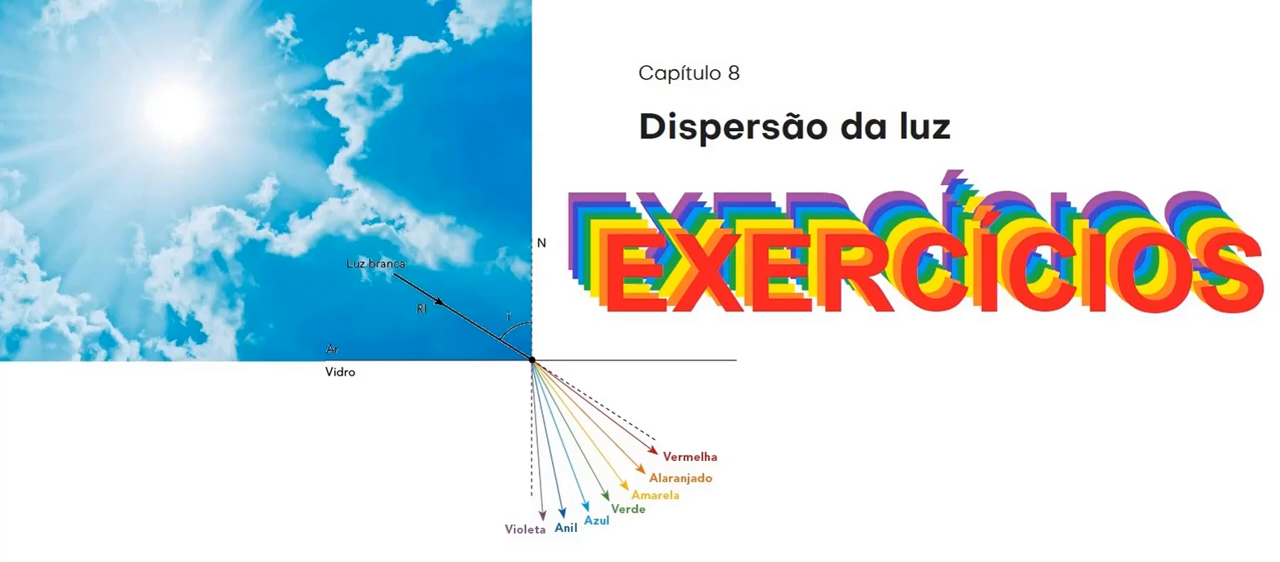 Capítulo 8
Dispersão da luz
EXERCÍCIOS
N
Luz branca
RI
i
Ar
Vidro
Vermelha
Alaranjado
Amarela
Verde
Azul
Anil
Violeta